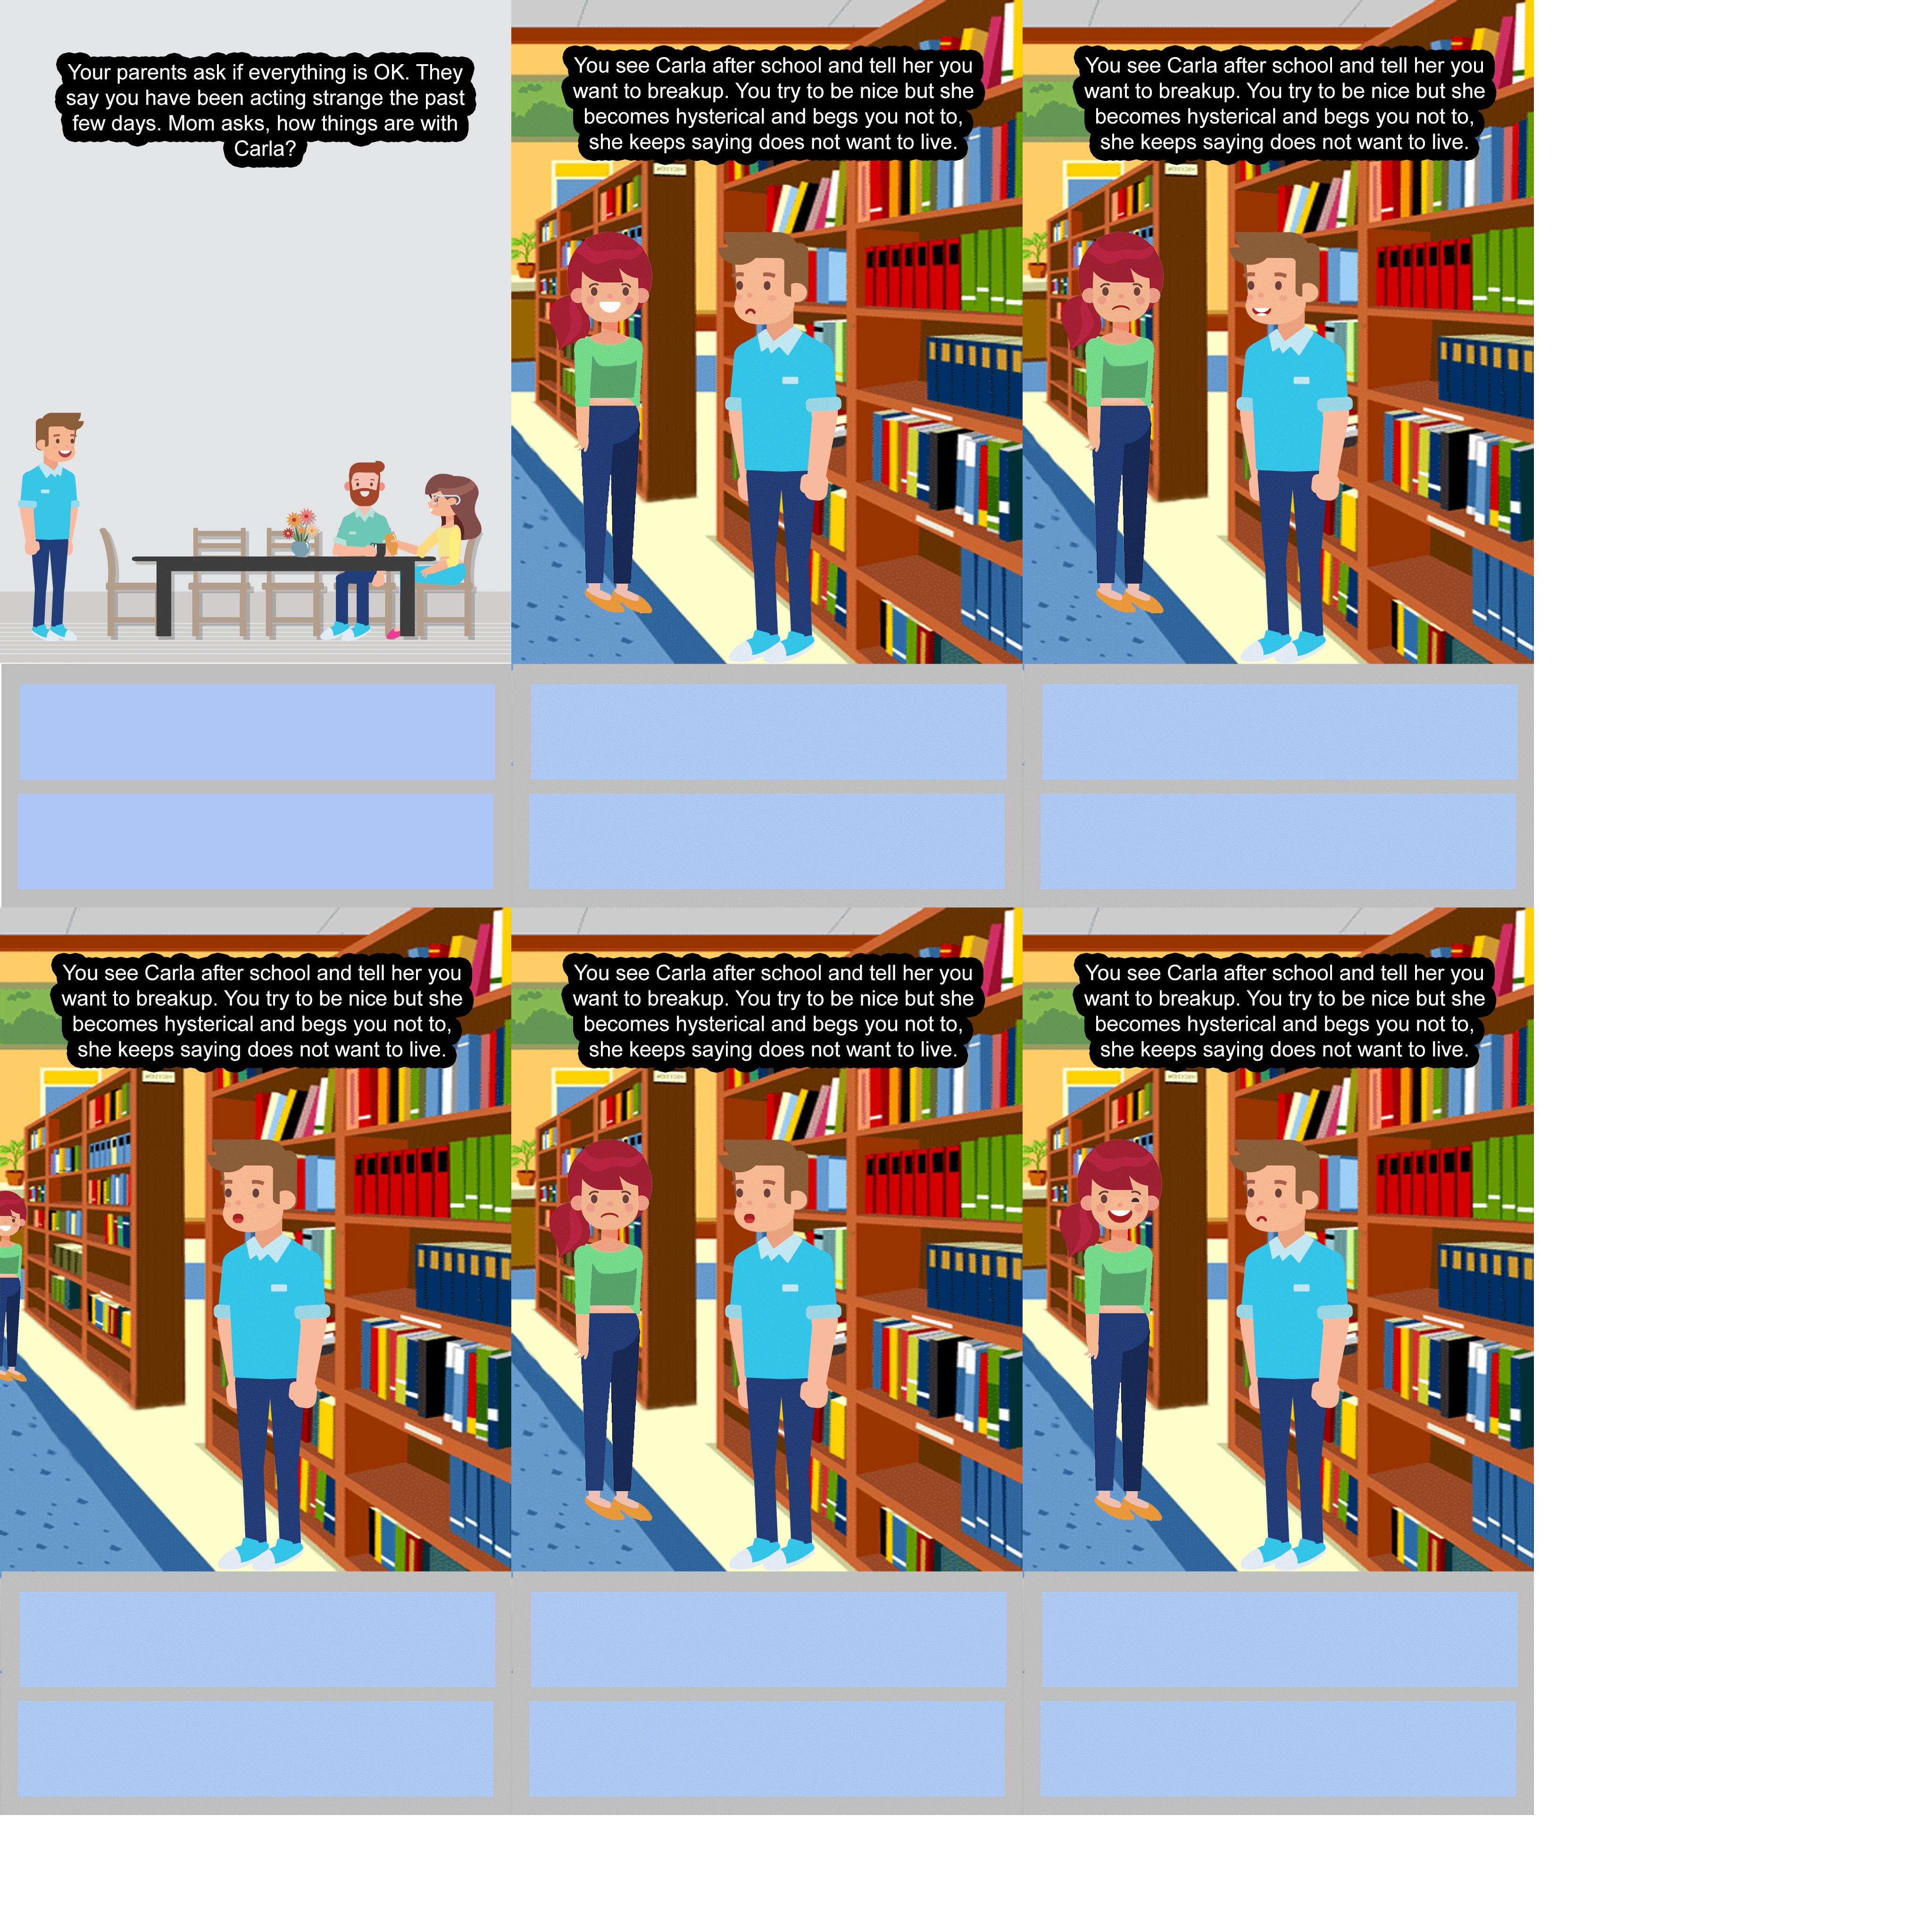 Your parents ask if everything is OK. They
say you have been acting strange the past
few days. Mom asks, how things are with
Carla?
You see Carla after school and tell her you
want to breakup. You try to be nice but she
becomes hysterical and begs you not to,
she keeps saying does not want to live.
You see Carla after school and tell her you
want to breakup. You try to be nice but she
becomes hysterical and begs you not to,
she keeps saying does not want to live.
You see Carla after school and tell her you
want to breakup. You try to be nice but she
becomes hysterical and begs you not to,
she keeps saying does not want to live.
You see Carla after school and tell her you
want to breakup. You try to be nice but she
becomes hysterical and begs you not to,
she keeps saying does not want to live.
You see Carla after school and tell her you
want to breakup. You try to be nice but she
becomes hysterical and begs you not to,
she keeps saying does not want to live.